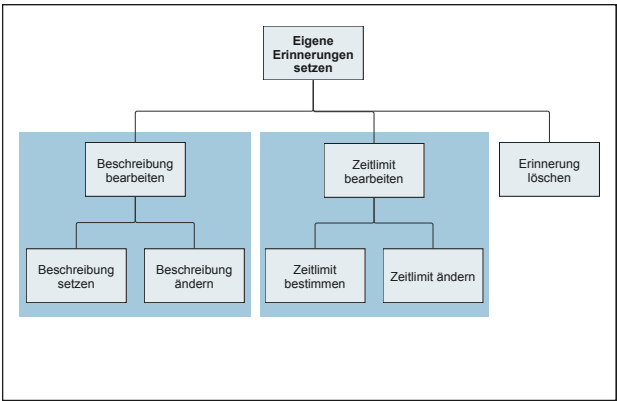 Eigene
Erinnerungen
setzen
Beschreibung
bearbeiten
Zeitlimit
bearbeiten
Erinnerung
löschen
Beschreibung
setzen
Beschreibung
ändern
Zeitlimit
bestimmen
Zeitlimit ändern